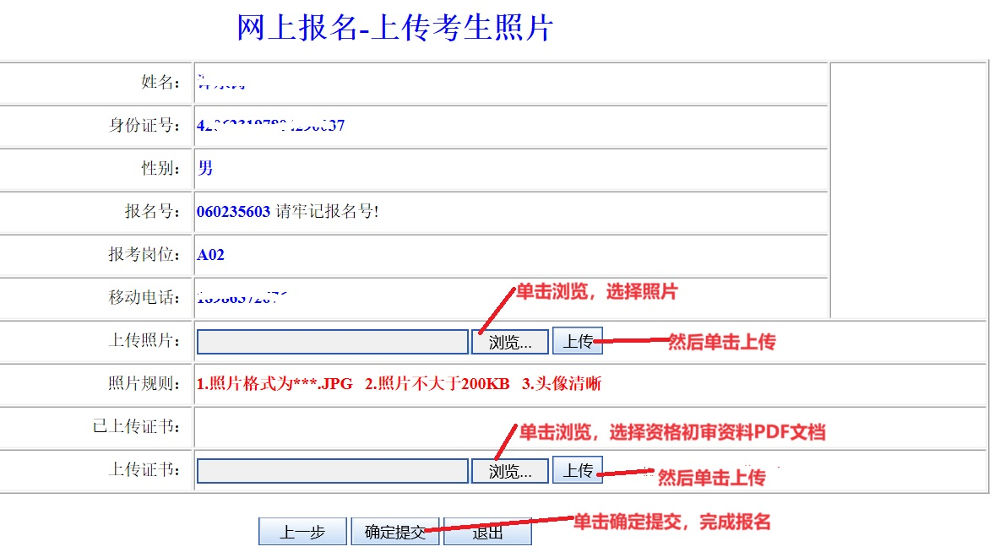 网上报名-上传考生照片
姓名：
身份证号：
性别： 男
报名号： 060235603 请牢记报名号!
报考岗位： A02
移动电话：
单击浏览，选择照片
上传照片： 浏览... 上传 然后单击上传
照片规则： 1.照片格式为***.JPG 2.照片不大于200KB 3.头像清晰
已上传证书：
单击浏览，选择资格初审资料PDF文档
上传证书： 浏览... 上传 然后单击上传
单击确定提交，完成报名
上一步 确定提交 退出